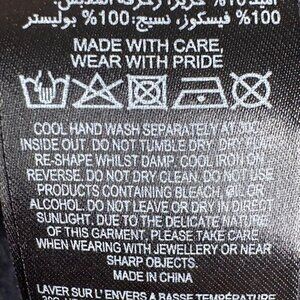 100% فيسكوز، نسيج: 100% بوليستر
MADE WITH CARE,
WEAR WITH PRIDE
COOL HAND WASH SEPARATELY AT 30C
INSIDE OUT. DO NOT TUMBLE DRY. DRY FLAT.
RE-SHAPE WHILST DAMP. COOL IRON ON
REVERSE. DO NOT DRY CLEAN. DO NOT USE
PRODUCTS CONTAINING BLEACH, OIL OR
ALCOHOL. DO NOT LEAVE OR DRY IN DIRECT
SUNLIGHT. DUE TO THE DELICATE NATURE
OF THIS GARMENT, PLEASE TAKE CARE
WHEN WEARING WITH JEWELLERY OR NEAR
SHARP OBJECTS.
MADE IN CHINA
LAVER SUR L'ENVERS A BASSE TEMPÉRATURE